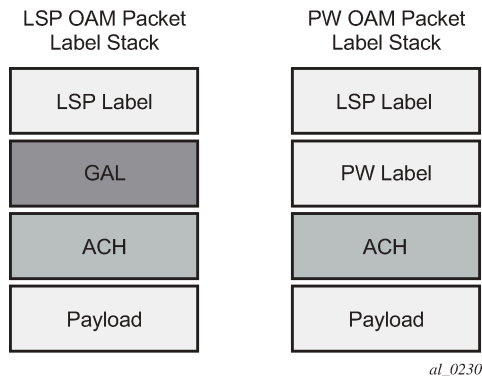 LSP OAM Packet
Label Stack
LSP Label
GAL
ACH
Payload
PW OAM Packet
Label Stack
LSP Label
PW Label
ACH
Payload
al_0230